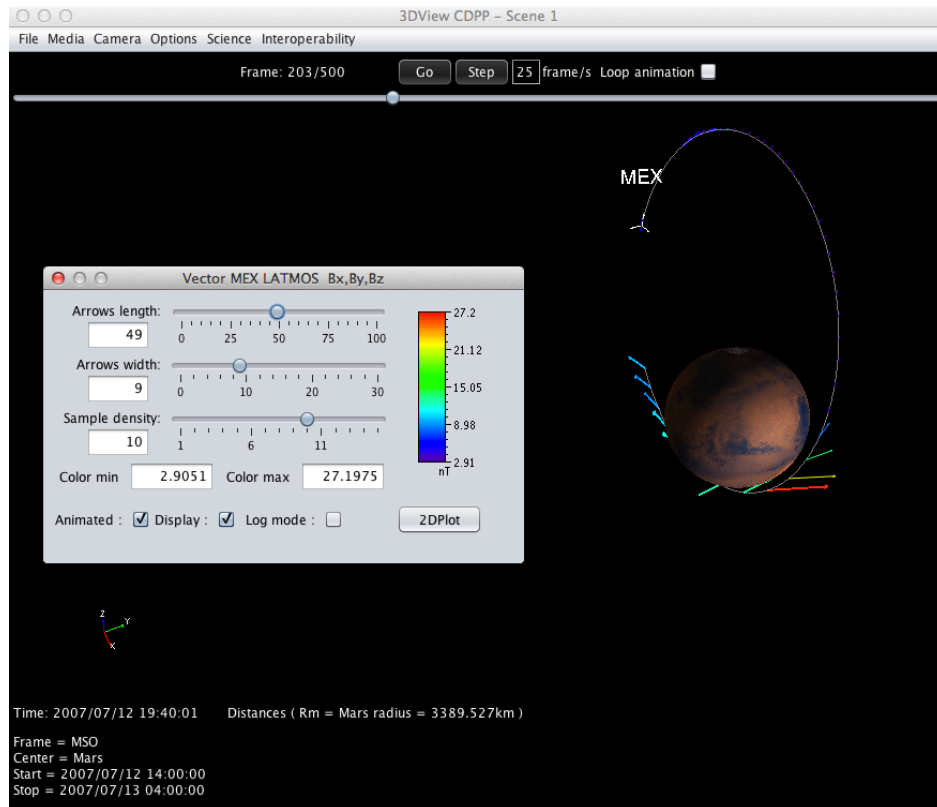 3DView CDPP – Scene 1
File Media Camera Options Science Interoperability
Frame: 203/500 Go Step 25 frame/s Loop animation
MEX
Vector MEX LATMOS Bx,By,Bz
Arrows length:
49
0 25 50 75 100
Arrows width:
9
0 10 20 30
Sample density:
10
1 6 11
27.2
21.12
15.05
8.98
2.91
nT
Color min 2.9051 Color max 27.1975
Animated : Display : Log mode : 2DPlot
Z
Y
X
Time: 2007/07/12 19:40:01 Distances ( Rm = Mars radius = 3389.527km )
Frame = MSO
Center = Mars
Start = 2007/07/12 14:00:00
Stop = 2007/07/13 04:00:00